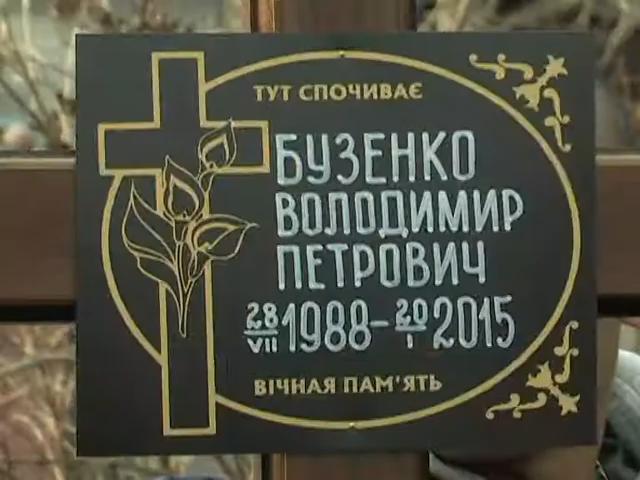 ТУТ СПОЧИВАЄ
БУЗЕНКО
ВОЛОДИМИР
ПЕТРОВИЧ
28/VII 1988-20/I 2015
ВІЧНАЯ ПАМ'ЯТЬ